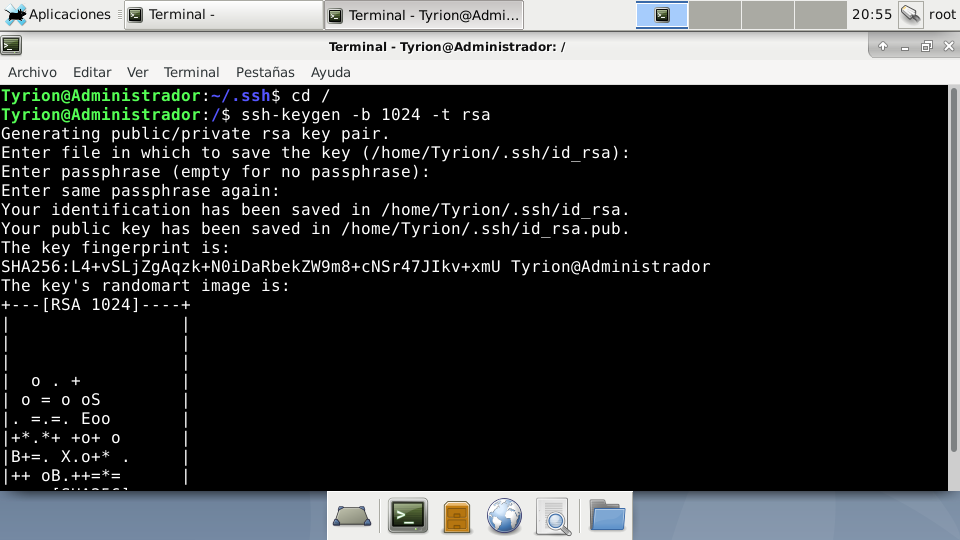 Aplicaciones Terminal - Terminal - Tyrion@Admi... 20:55 root
Terminal - Tyrion@Administrador: /
Archivo Editar Ver Terminal Pestañas Ayuda
Tyrion@Administrador:~/.ssh$ cd /
Tyrion@Administrador:/$ ssh-keygen -b 1024 -t rsa
Generating public/private rsa key pair.
Enter file in which to save the key (/home/Tyrion/.ssh/id_rsa):
Enter passphrase (empty for no passphrase):
Enter same passphrase again:
Your identification has been saved in /home/Tyrion/.ssh/id_rsa.
Your public key has been saved in /home/Tyrion/.ssh/id_rsa.pub.
The key fingerprint is:
SHA256:L4+vSLjZgAqzk+N0iDaRbekZW9m8+cNSr47JIkv+xmU Tyrion@Administrador
The key's randomart image is:
+---[RSA 1024]----+
|                 |
|                 |
|                 |
|  o . +          |
| o = o oS        |
|. =.=. Eoo       |
|+*.*+ +o+ o      |
|B+=. X.o+* .     |
|++ oB.++=*=      |